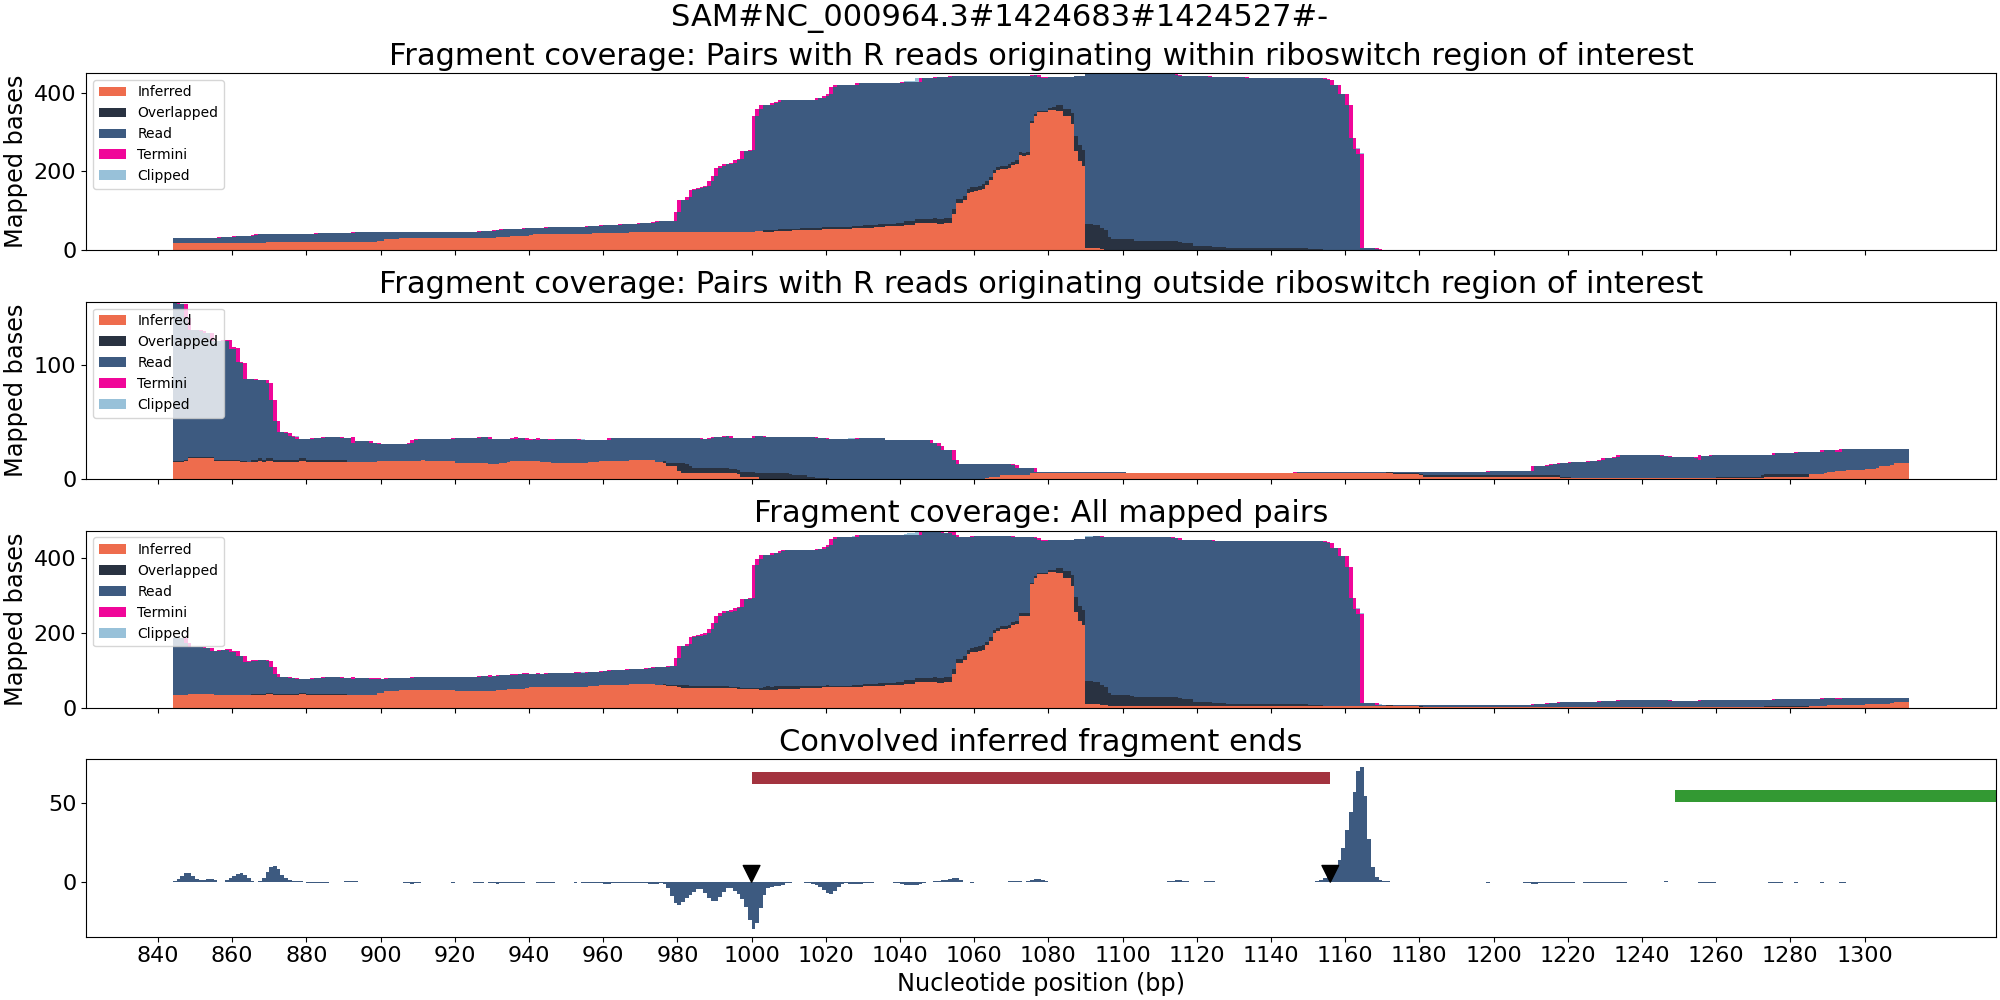 SAM#NC_000964.3#1424683#1424527#-
Fragment coverage: Pairs with R reads originating within riboswitch region of interest
Mapped bases
400
200
0
Inferred
Overlapped
Read
Termini
Clipped
Fragment coverage: Pairs with R reads originating outside riboswitch region of interest
Mapped bases
100
0
Inferred
Overlapped
Read
Termini
Clipped
Fragment coverage: All mapped pairs
Mapped bases
400
200
0
Inferred
Overlapped
Read
Termini
Clipped
Convolved inferred fragment ends
50
0
840 860 880 900 920 940 960 980 1000 1020 1040 1060 1080 1100 1120 1140 1160 1180 1200 1220 1240 1260 1280 1300
Nucleotide position (bp)